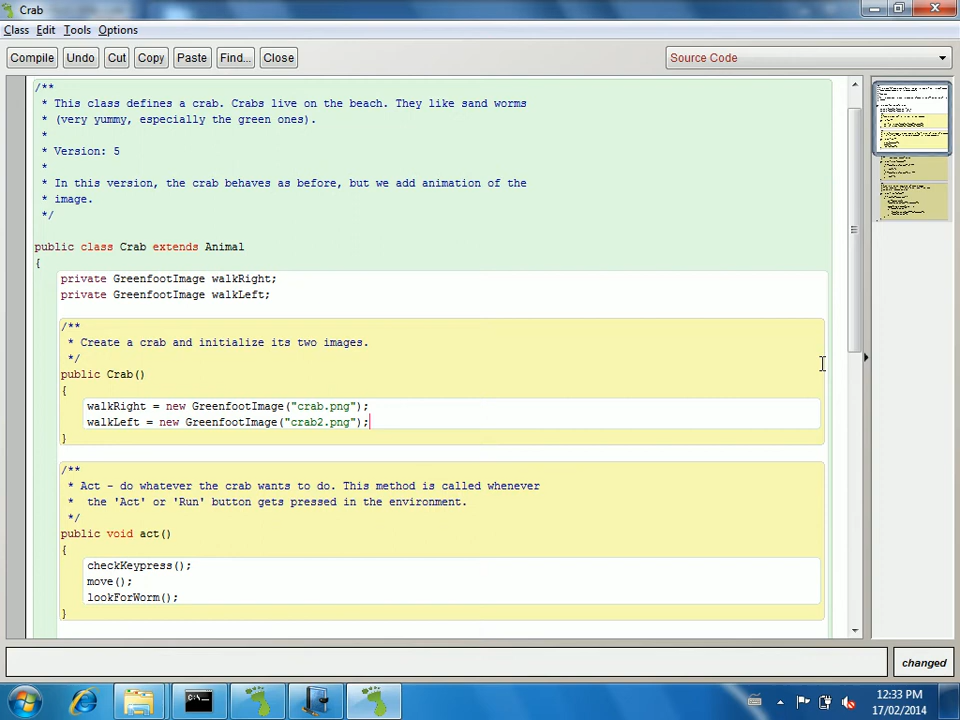 Crab
Class Edit Tools Options
Compile Undo Cut Copy Paste Find... Close Source Code
/**
* This class defines a crab. Crabs live on the beach. They like sand worms
* (very yummy, especially the green ones).
*
* Version: 5
*
* In this version, the crab behaves as before, but we add animation of the
* image.
*/
public class Crab extends Animal
{
private GreenfootImage walkRight;
private GreenfootImage walkLeft;
/**
* Create a crab and initialize its two images.
*/
public Crab()
{
walkRight = new GreenfootImage("crab.png");
walkLeft = new GreenfootImage("crab2.png");
}
/**
* Act - do whatever the crab wants to do. This method is called whenever
* the 'Act' or 'Run' button gets pressed in the environment.
*/
public void act()
{
checkKeypress();
move();
lookForWorm();
}
changed
12:33 PM
17/02/2014